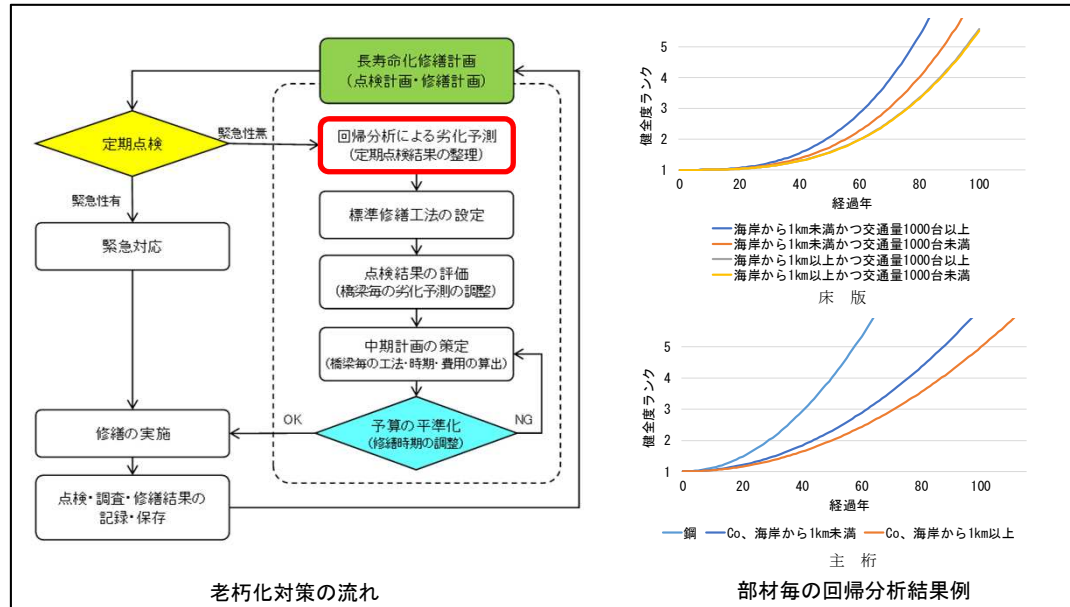 長寿命化修繕計画
(点検計画・修繕計画)
定期点検
緊急性無
回帰分析による劣化予測
(定期点検結果の整理)
緊急性有
緊急対応
標準修繕工法の設定
点検結果の評価
(橋梁毎の劣化予測の調整)
中期計画の策定
(橋梁毎の工法・時期・費用の算出)
OK
予算の平準化
(修繕時期の調整)
NG
修繕の実施
点検・調査・修繕結果の
記録・保存
老朽化対策の流れ
健全度ランク
5
4
3
2
1
0 20 40 60 80 100
経過年
海岸から1km未満かつ交通量1000台以上
海岸から1km未満かつ交通量1000台未満
海岸から1km以上かつ交通量1000台以上
海岸から1km以上かつ交通量1000台未満
床 版
健全度ランク
5
4
3
2
1
0 20 40 60 80 100
経過年
鋼 Co、海岸から1km未満 Co、海岸から1km以上
主 桁
部材毎の回帰分析結果例